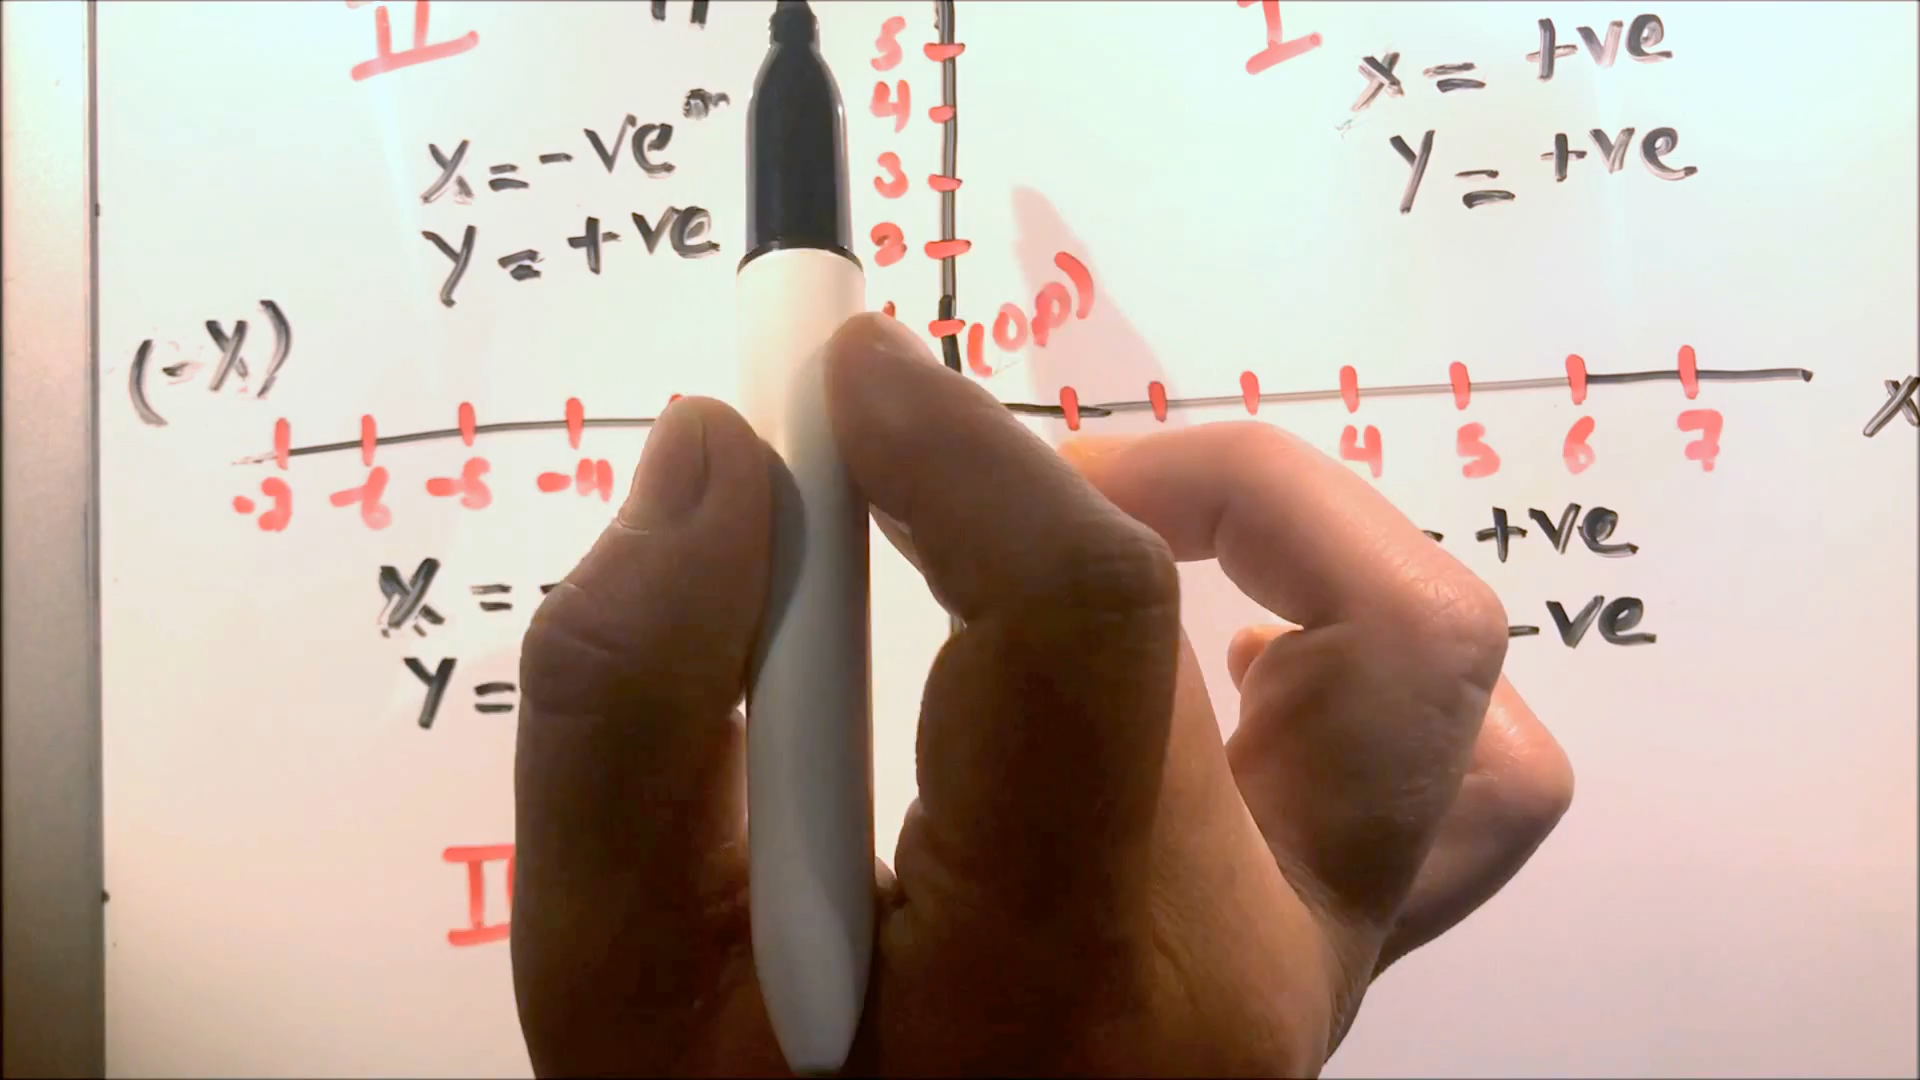 II
I
x = +ve
y = +ve
x = -ve
y = +ve
5
4
3
2
(0,0)
(-x)
x
-7 -6 -5 -4
4 5 6 7
+ve
-ve
x = -
y =